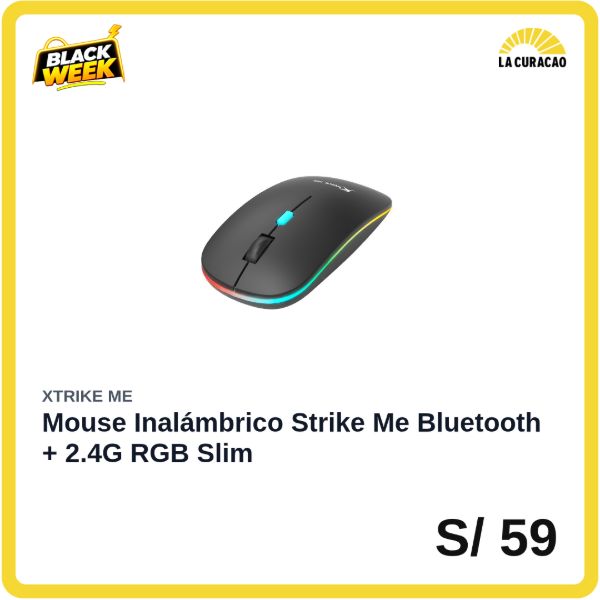 BLACK
WEEK
LA CURACAO
XTRIKE ME
Mouse Inalámbrico Strike Me Bluetooth
+ 2.4G RGB Slim
S/ 59